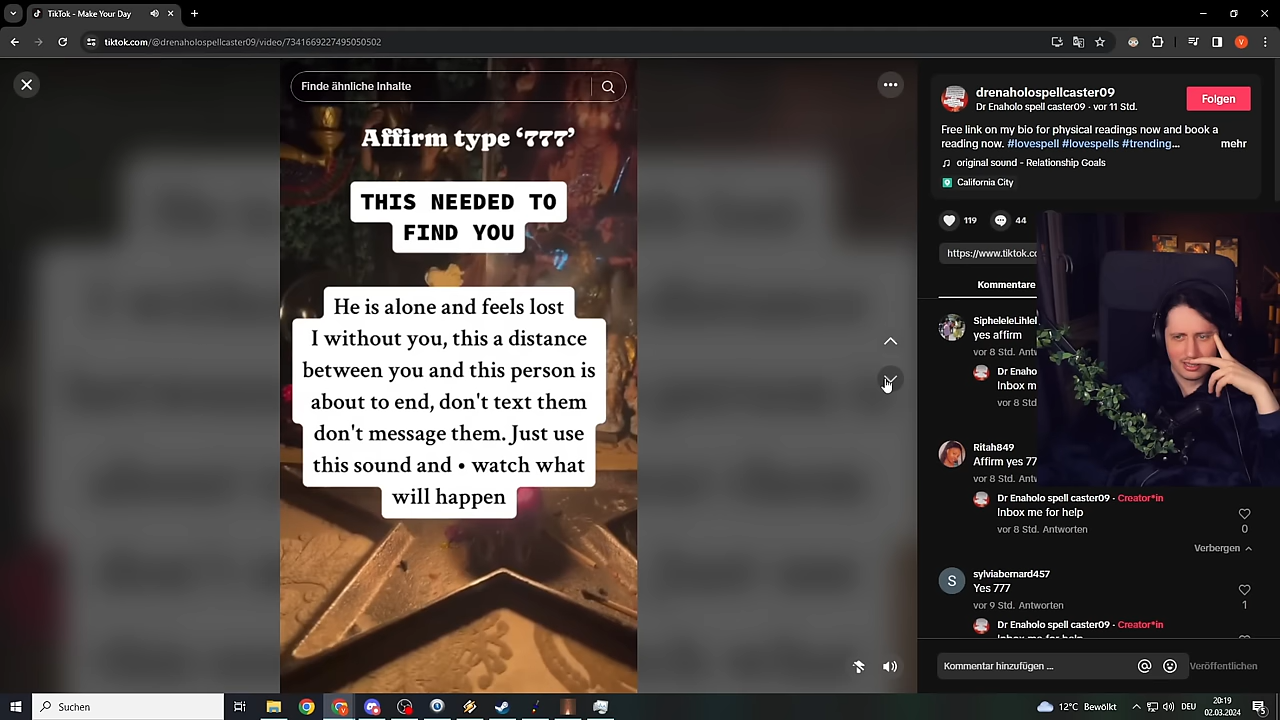 TikTok - Make Your Day
tiktok.com/@drenaholospellcaster09/video/7341669227495050502
Finde ähnliche Inhalte
Affirm type ‘777’
THIS NEEDED TO
FIND YOU
He is alone and feels lost
I without you, this a distance
between you and this person is
about to end, don't text them
don't message them. Just use
this sound and • watch what
will happen
drenaholospellcaster09
Dr Enaholo spell caster09 · vor 11 Std.
Folgen
Free link on my bio for physical readings now and book a
reading now. #lovespell #lovespells #trending...
mehr
original sound - Relationship Goals
California City
119
44
https://www.tiktok.cc
Kommentare
SipheleleLihlel
yes affirm
vor 8 Std. Antw
Dr Enaho
Inbox m
vor 8 Std.
Ritah849
Affirm yes 77
vor 8 Std. Antw
Dr Enaholo spell caster09 · Creator*in
Inbox me for help
vor 8 Std. Antworten
0
Verbergen
S
sylviabernard457
Yes 777
vor 9 Std. Antworten
1
Dr Enaholo spell caster09 · Creator*in
Inbox me for help
Kommentar hinzufügen ...
Veröffentlichen
Suchen
12°C Bewölkt
DEU
20:19
02.03.2024